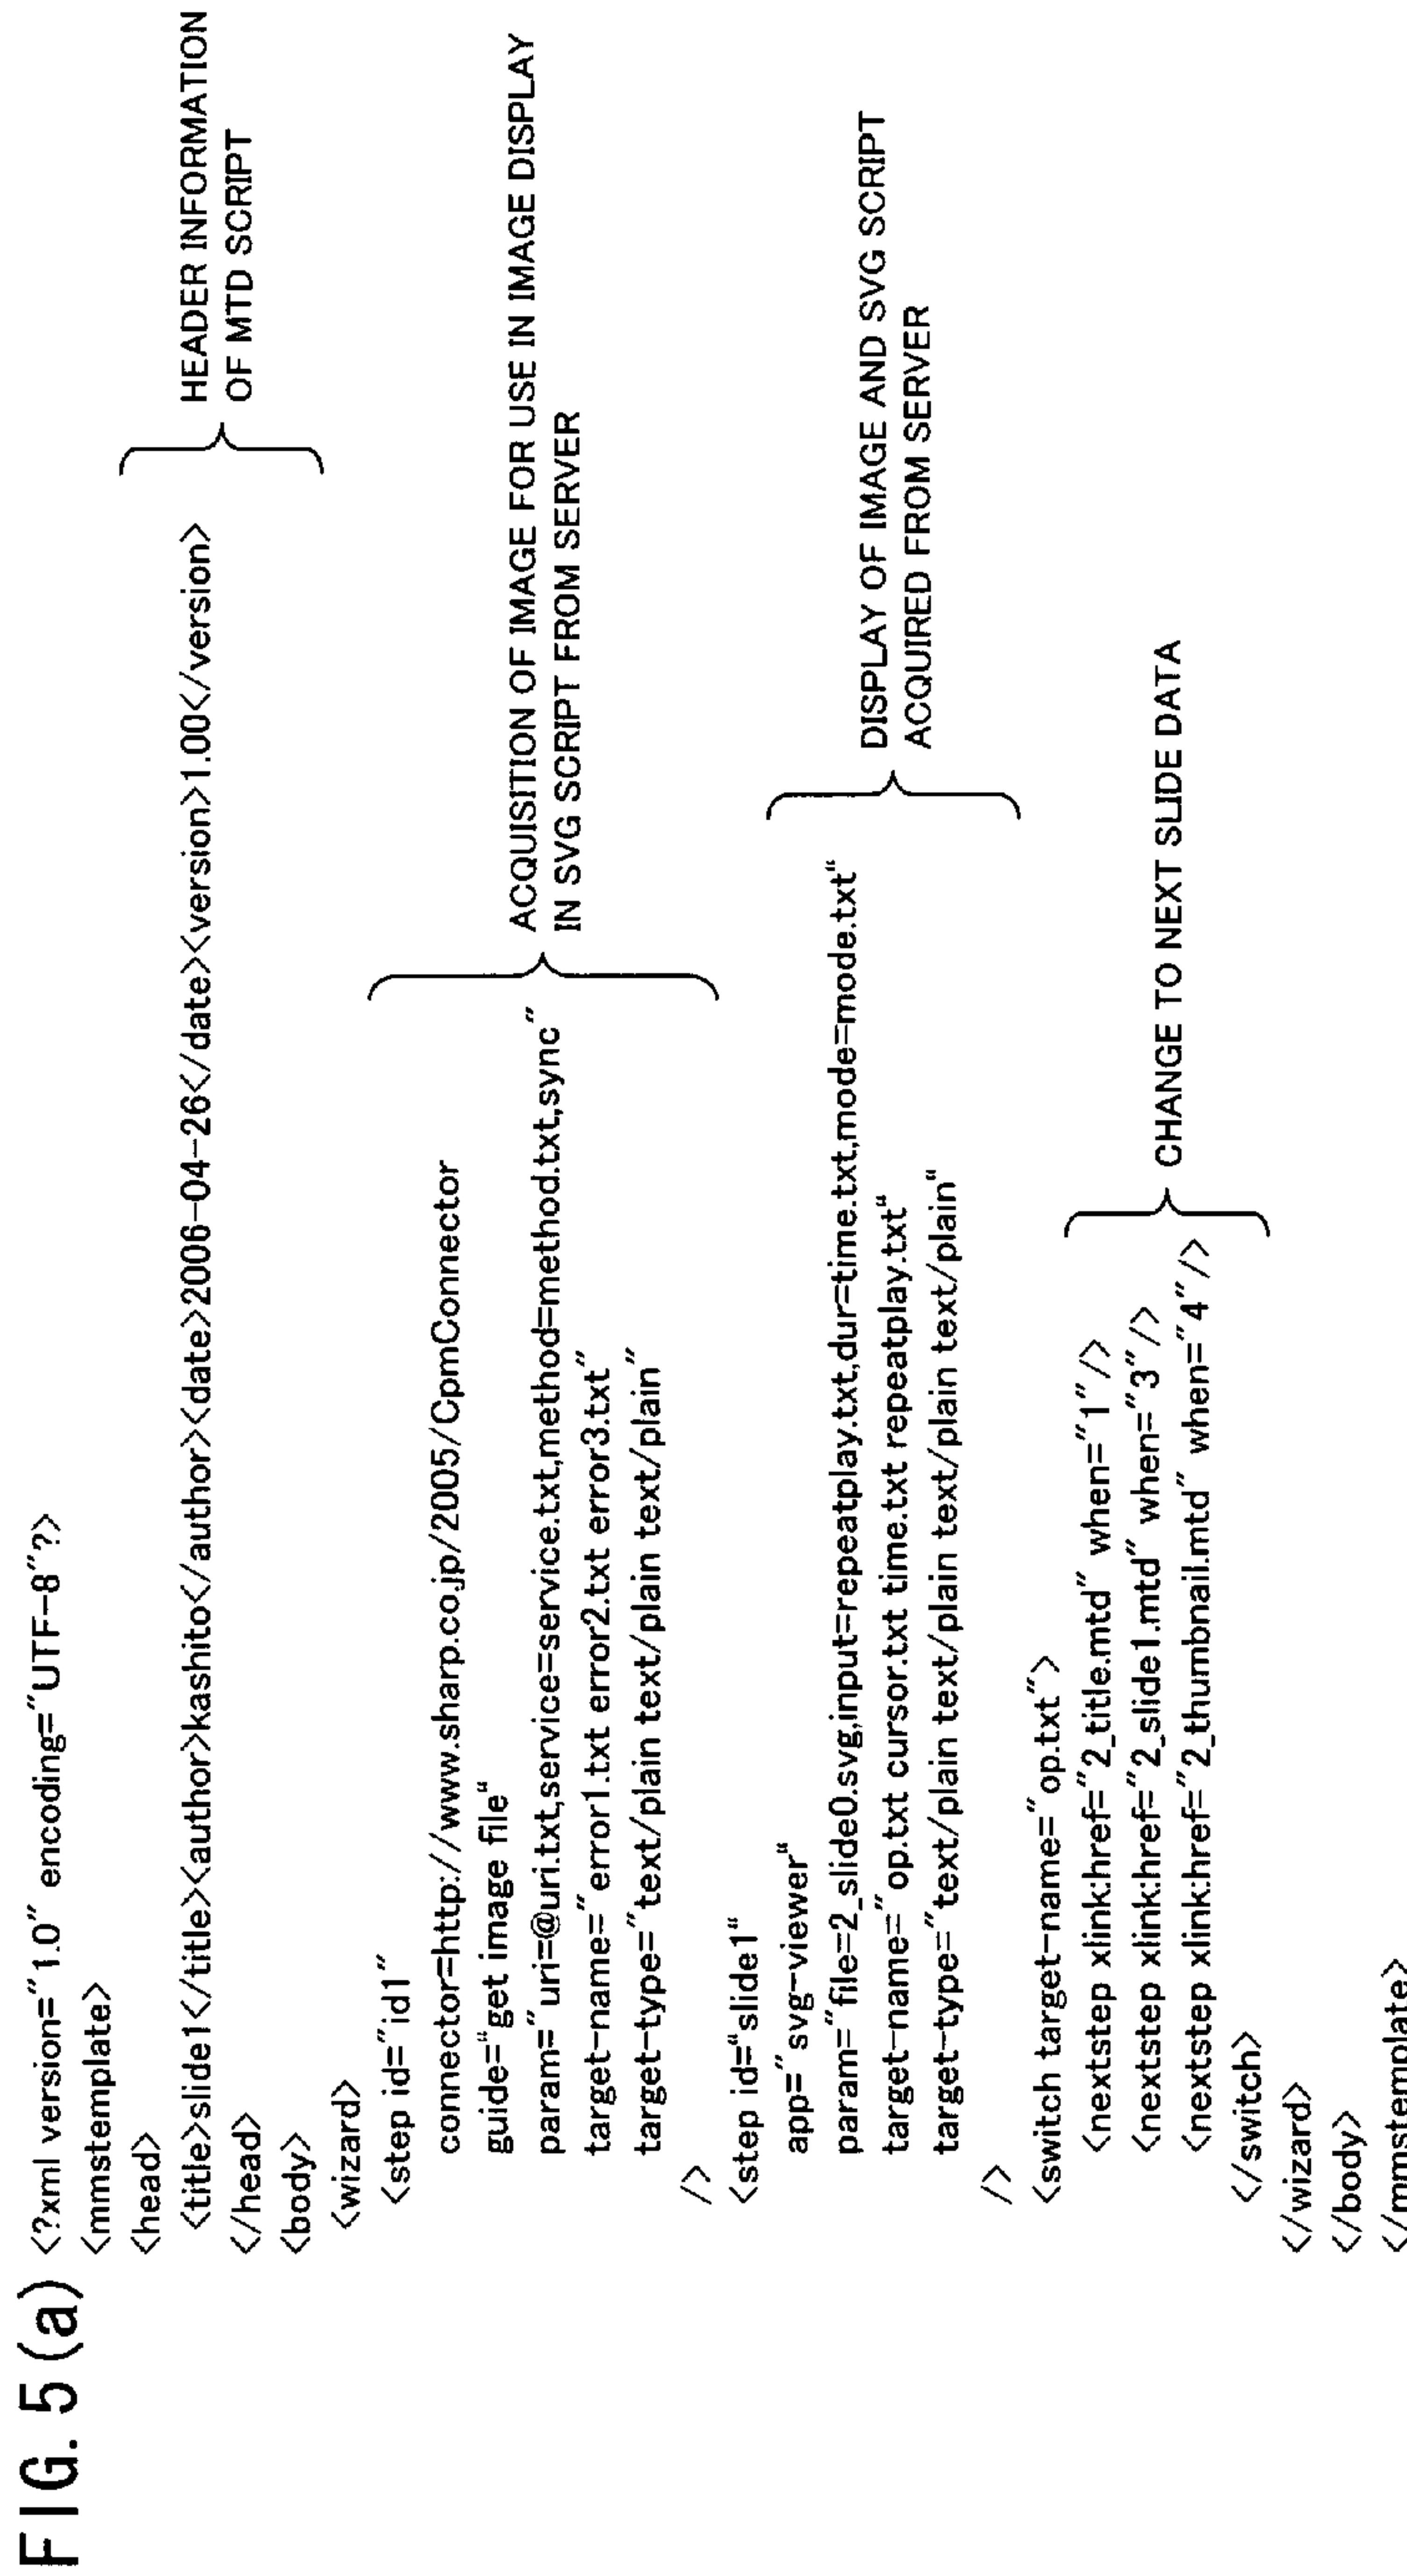 FIG. 5 (a)
<?xml version="1.0" encoding="UTF-8"?>
<mmstemplate>
<head>
<title>slide1</title><author>kashito</author><date>2006-04-26</date><version>1.00</version>
</head>
<body>
<wizard>
HEADER INFORMATION
OF MTD SCRIPT
<step id="id1"
connector=http://www.sharp.co.jp/2005/CpmConnector
guide="get image file"
param="uri=@uri.txt,service=service.txt,method=method.txt,sync"
target-name="error1.txt error2.txt error3.txt"
target-type="text/plain text/plain text/plain"
/>
ACQUISITION OF IMAGE FOR USE IN IMAGE DISPLAY
IN SVG SCRIPT FROM SERVER
<step id="slide1"
app="svg-viewer"
param="file=2_slide0.svg,input=repeatplay.txt,dur=time.txt,mode=mode.txt"
target-name="op.txt cursor.txt time.txt repeatplay.txt"
target-type="text/plain text/plain text/plain text/plain"
/>
DISPLAY OF IMAGE AND SVG SCRIPT
ACQUIRED FROM SERVER
<switch target-name="op.txt">
<nextstep xlink:href="2_title.mtd" when="1"/>
<nextstep xlink:href="2_slide1.mtd" when="3"/>
<nextstep xlink:href="2_thumbnail.mtd" when="4"/>
</switch>
CHANGE TO NEXT SLIDE DATA
</wizard>
</body>
</mmstemplate>